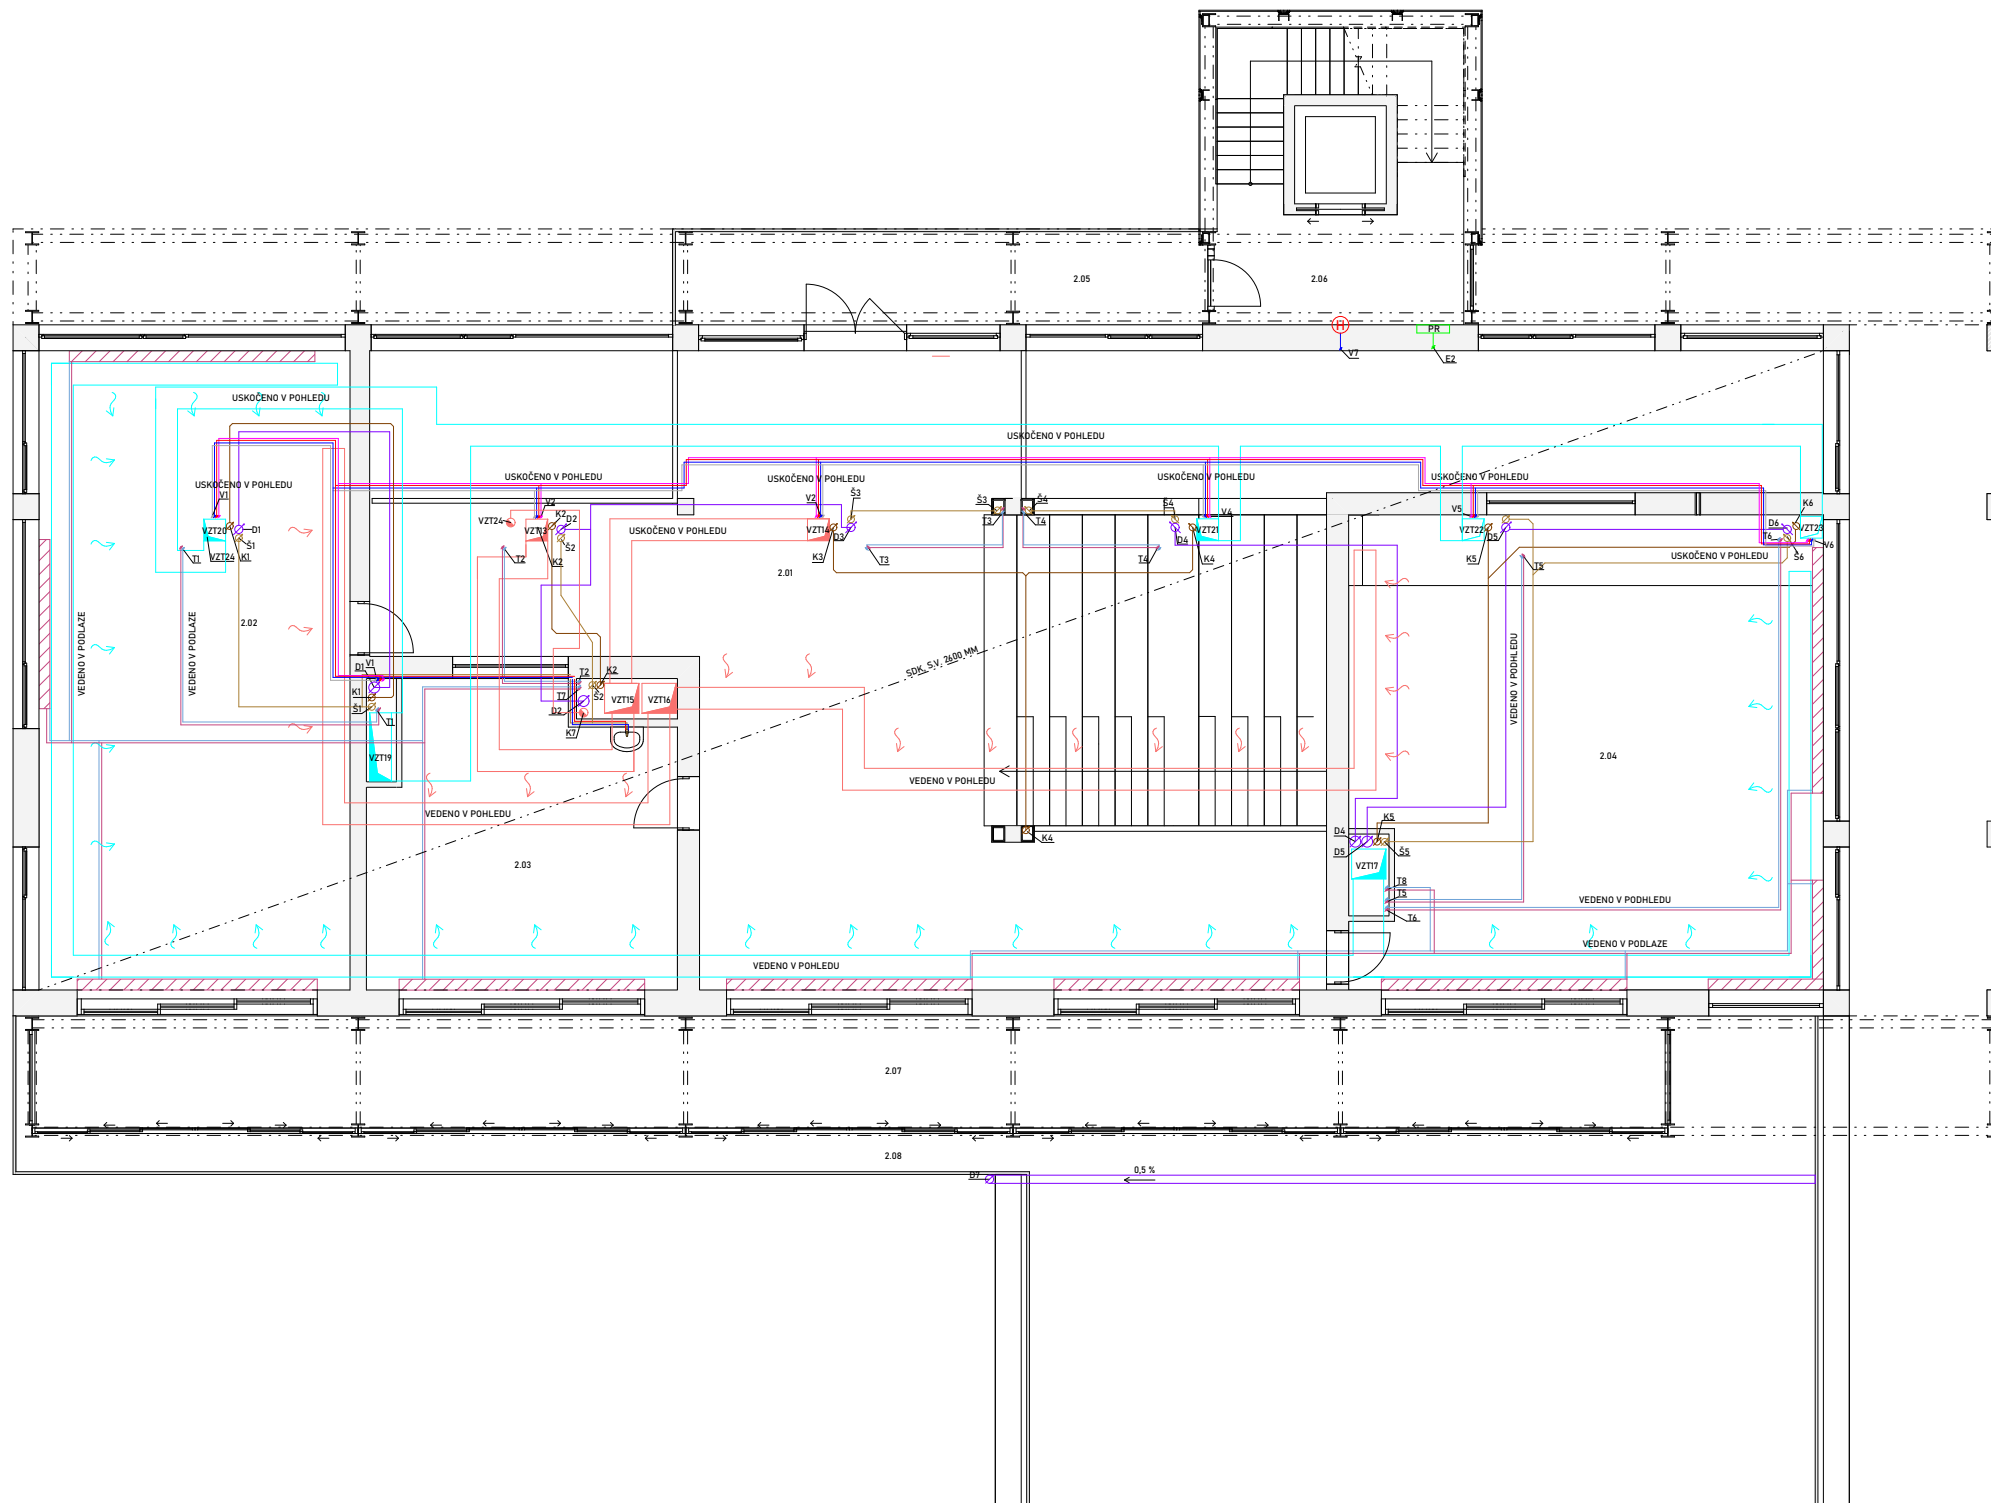 2.05
2.06
H
PR
V7
E2
USKOČENO V POHLEDU
USKOČENO V POHLEDU
USKOČENO V POHLEDU
USKOČENO V POHLEDU
USKOČENO V POHLEDU
USKOČENO V POHLEDU
USKOČENO V POHLEDU
V1
VZT20
D1
Š1
K1
VZT24
T1
VZT24
V2
VZT13
K2
D2
Š2
K2
T2
USKOČENO V POHLEDU
V2
VZT14
Š3
D3
K3
T3
Š3
T3
Š4
T4
Š4
V4
VZT21
D4
K4
T4
V5
VZT22
D5
K5
T5
K6
D6
VZT23
T6
V6
Š6
USKOČENO V POHLEDU
2.01
2.02
VEDENO V PODLAZE
VEDENO V PODLAZE
SDK, S.V. 2600 MM
VEDENO V PODHLEDU
D1
V1
K1
Š1
T1
VZT19
T2
K2
T7
Š2
D2
K7
VZT15
VZT16
VEDENO V POHLEDU
VEDENO V POHLEDU
2.04
2.03
K4
D4
D5
K5
Š5
VZT17
T8
T5
T6
VEDENO V PODHLEDU
VEDENO V PODLAZE
VEDENO V POHLEDU
2.07
2.08
D7
0,5 %